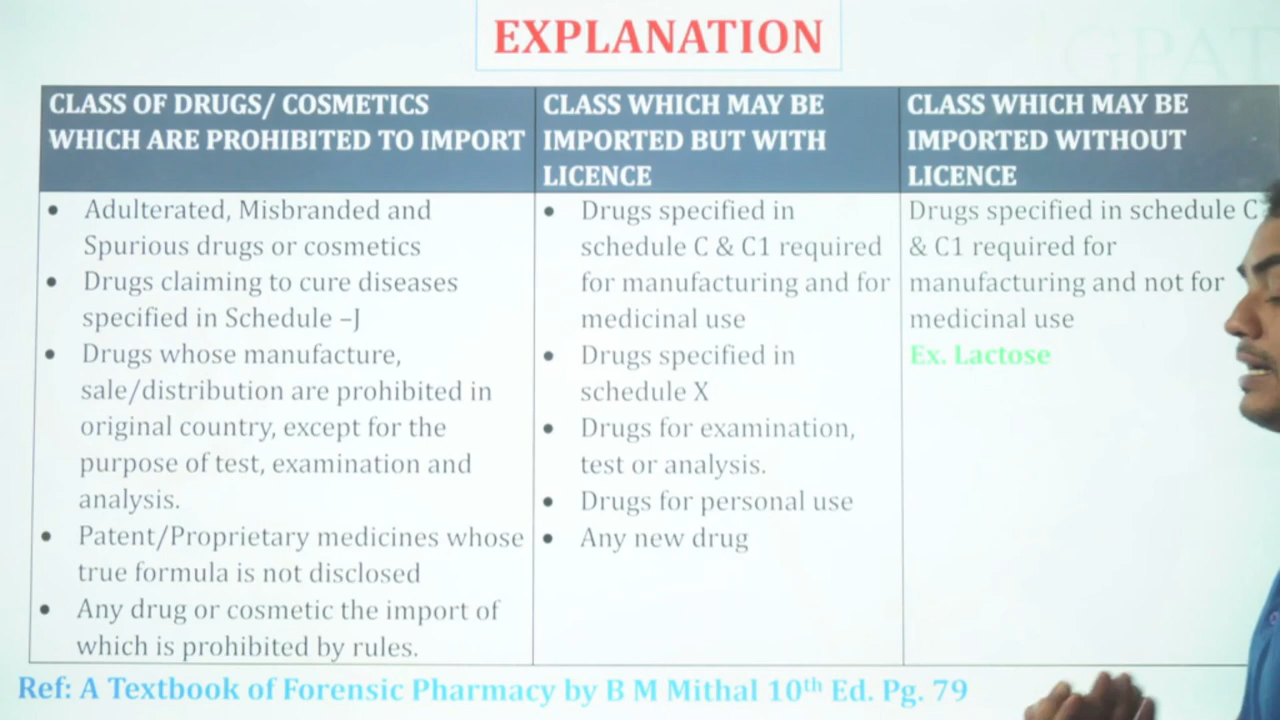 EXPLANATION
GPAT
CLASS OF DRUGS/ COSMETICS
WHICH ARE PROHIBITED TO IMPORT
CLASS WHICH MAY BE
IMPORTED BUT WITH
LICENCE
CLASS WHICH MAY BE
IMPORTED WITHOUT
LICENCE
• Adulterated, Misbranded and
Spurious drugs or cosmetics
• Drugs claiming to cure diseases
specified in Schedule –J
• Drugs whose manufacture,
sale/distribution are prohibited in
original country, except for the
purpose of test, examination and
analysis.
• Patent/Proprietary medicines whose
true formula is not disclosed
• Any drug or cosmetic the import of
which is prohibited by rules.
• Drugs specified in
schedule C & C1 required
for manufacturing and for
medicinal use
• Drugs specified in
schedule X
• Drugs for examination,
test or analysis.
• Drugs for personal use
• Any new drug
Drugs specified in schedule C
& C1 required for
manufacturing and not for
medicinal use
Ex. Lactose
Ref: A Textbook of Forensic Pharmacy by B M Mithal 10th Ed. Pg. 79